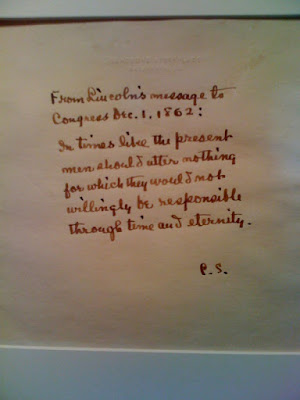 From Lincoln's message to
Congress Dec. 1, 1862:
In times like the present
men should utter nothing
for which they would not
willingly be responsible
through time and eternity.
C. S.